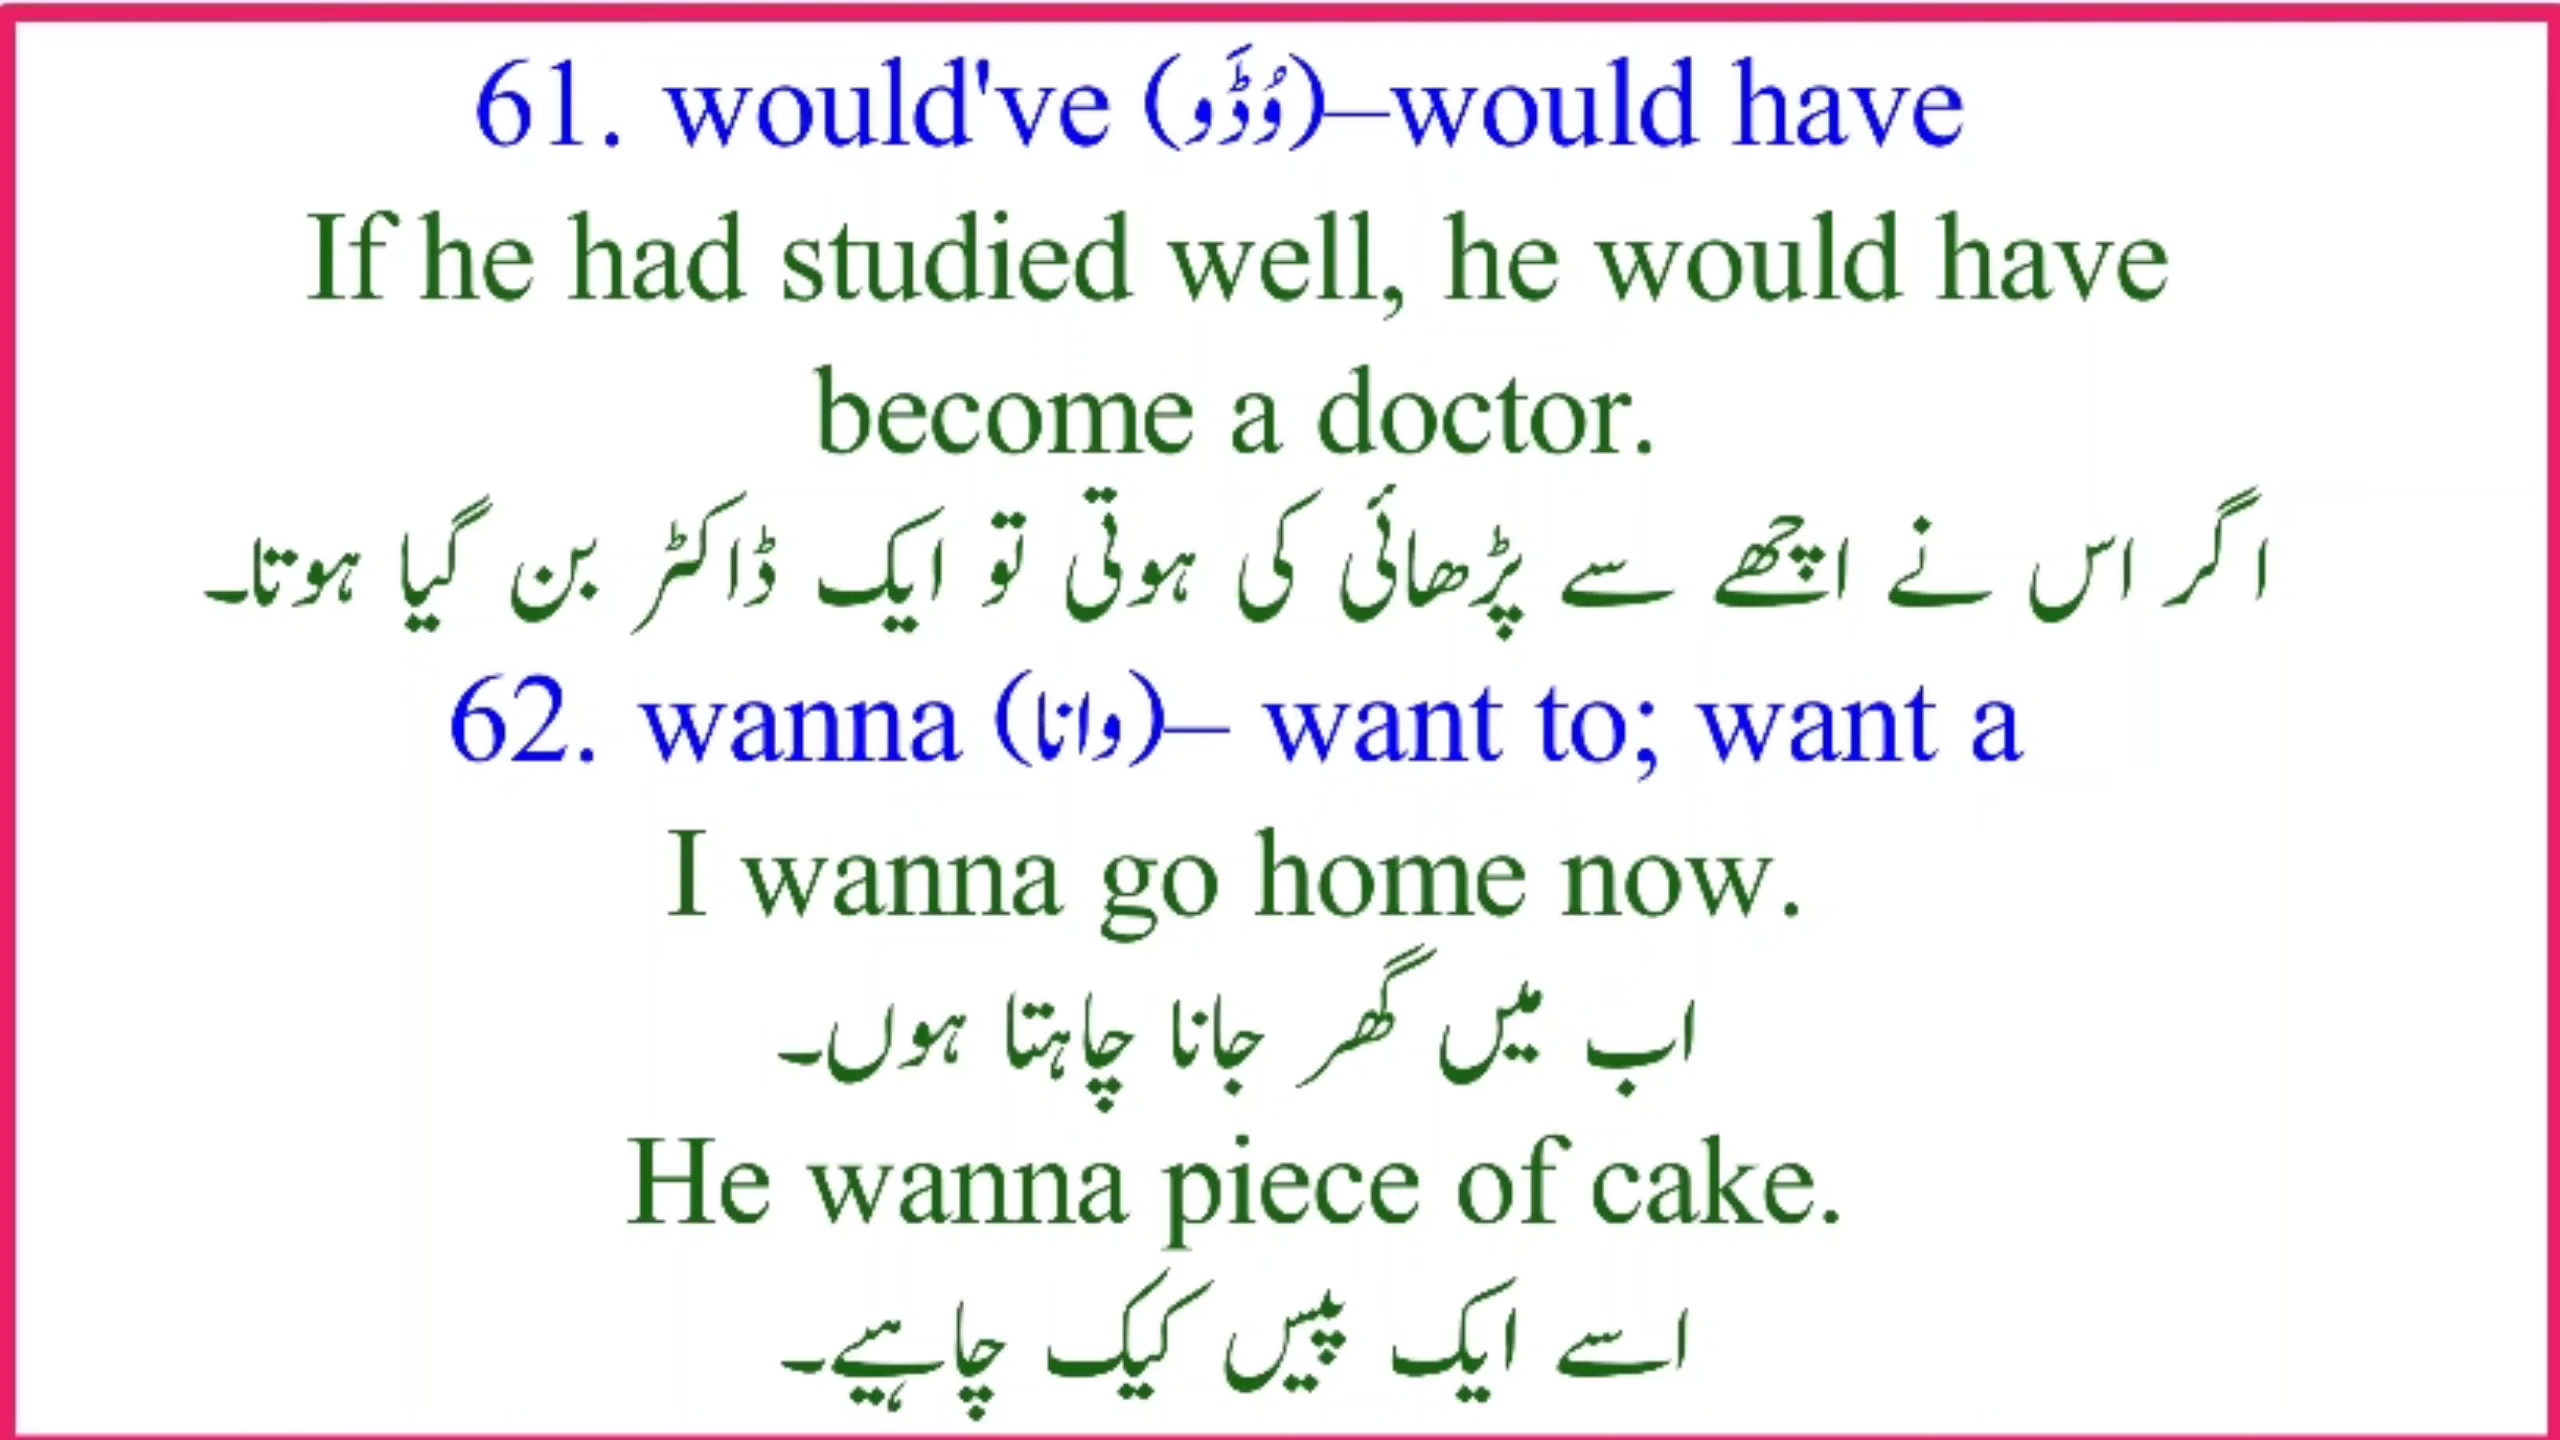 61. would've (وُڈَو)–would have
If he had studied well, he would have
become a doctor.
اگر اس نے اچھے سے پڑھائی کی ہوتی تو ایک ڈاکٹر بن گیا ہوتا۔
62. wanna (وانا)– want to; want a
I wanna go home now.
اب میں گھر جانا چاہتا ہوں۔
He wanna piece of cake.
اسے ایک پیس کیک چاہیے۔